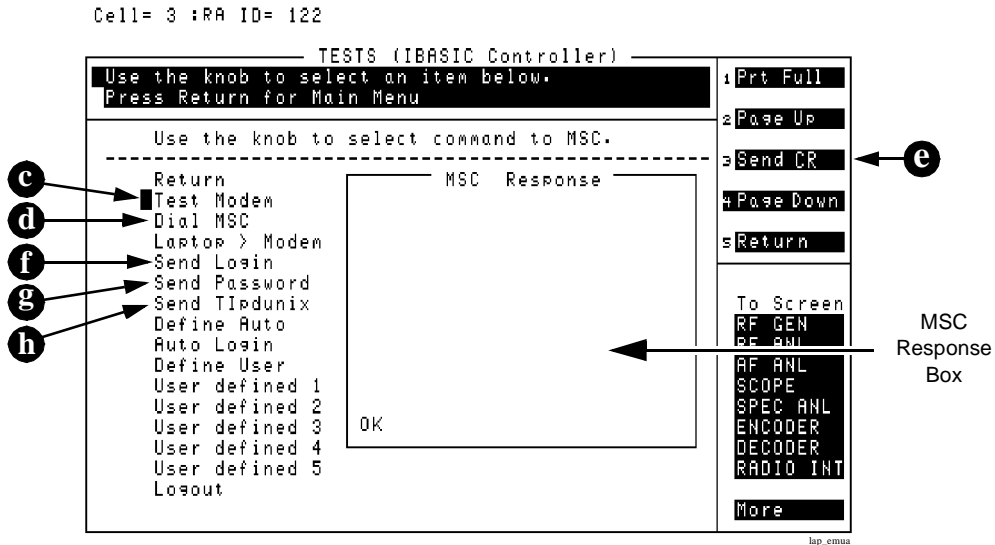 Cell= 3 :RA ID= 122
TESTS (IBASIC Controller)
Use the knob to select an item below.
Press Return for Main Menu
Use the knob to select command to MSC.
Return
Test Modem
Dial MSC
Laptop > Modem
Send Login
Send Password
Send TIpdunix
Define Auto
Auto Login
Define User
User defined 1
User defined 2
User defined 3
User defined 4
User defined 5
Logout
MSC Response
OK
1 Prt Full
2 Page Up
3 Send CR
4 Page Down
5 Return
To Screen
RF GEN
RF ANL
AF ANL
SCOPE
SPEC ANL
ENCODER
DECODER
RADIO INT
More
c
d
f
g
h
e
MSC
Response
Box
lap_emua